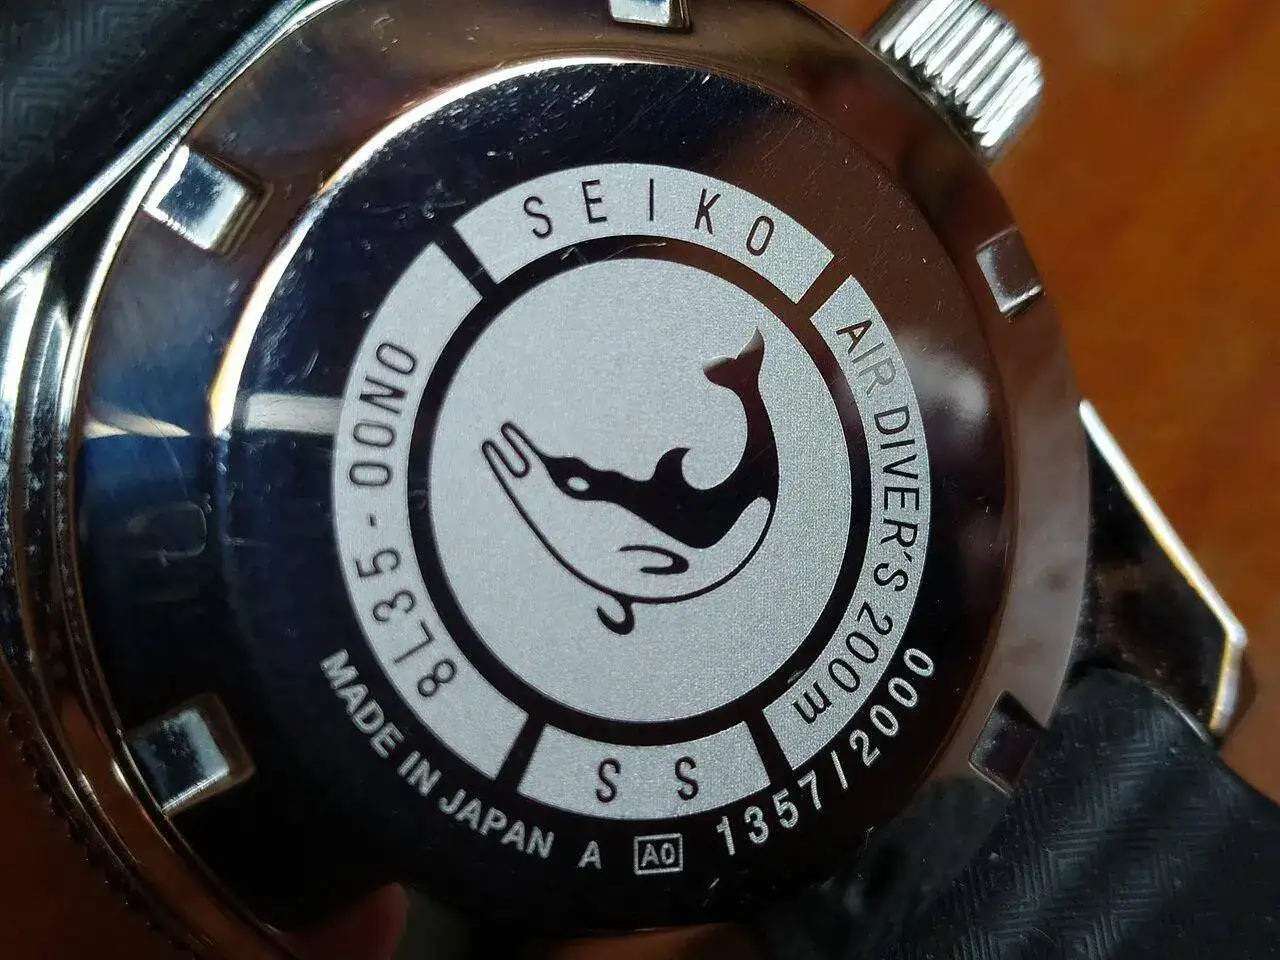 SEIKO
AIR DIVER'S 200m
SS
8L35-00N0
MADE IN JAPAN A A0 1357/2000